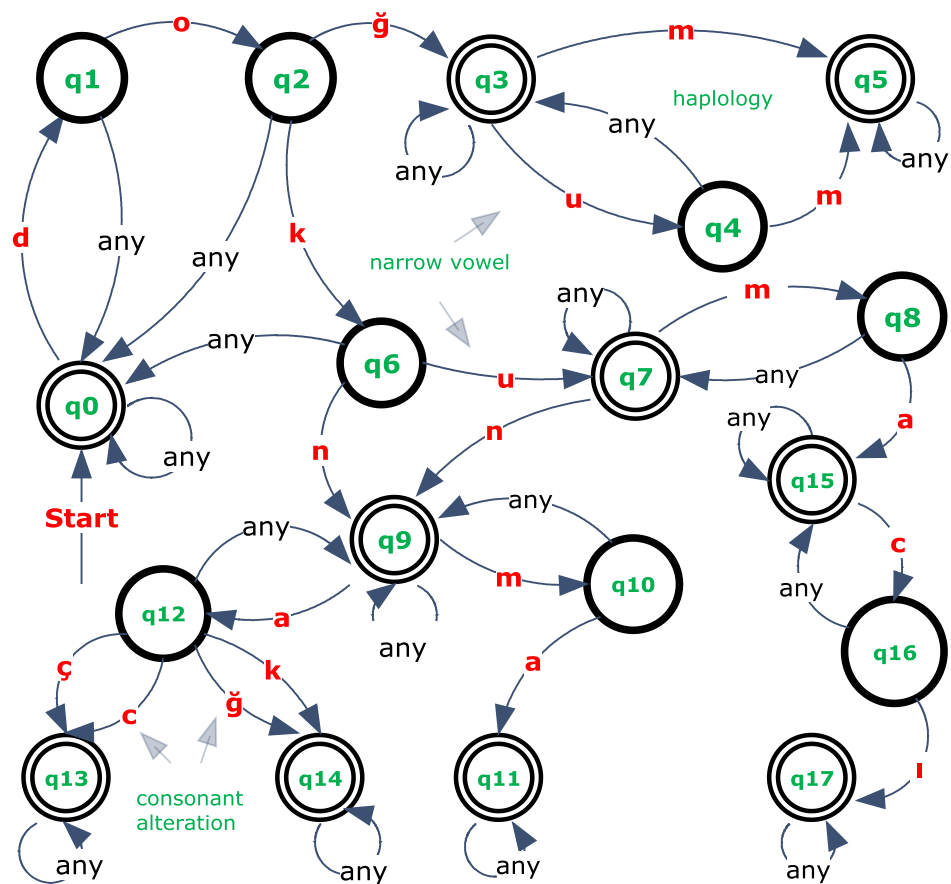 o
ğ
m
q1
q2
q3
q5
haplology
any
any
any
u
m
q4
d
k
any
any
narrow vowel
any
m
q8
any
q6
u
q7
any
q0
n
n
a
any
any
q15
Start
any
q9
any
c
m
q10
any
q12
a
any
q16
ç
k
a
c
ğ
q13
q14
q11
q17
ı
consonant
alteration
any
any
any
any